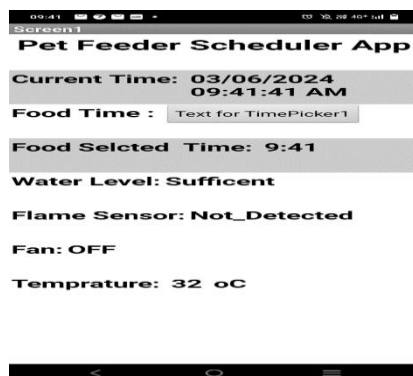 09:41
Screen1
Pet Feeder Scheduler App
Current Time: 03/06/2024
09:41:41 AM
Food Time : Text for TimePicker1
Food Selcted Time: 9:41
Water Level: Sufficent
Flame Sensor: Not_Detected
Fan: OFF
Temprature: 32 oC